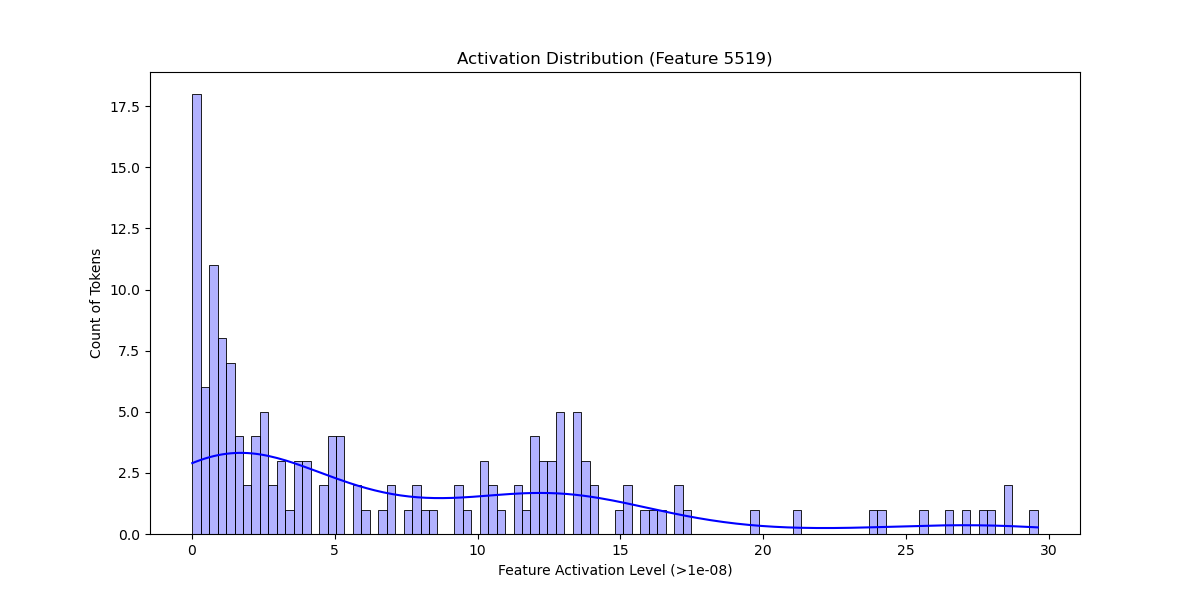 Activation Distribution (Feature 5519)
17.5
15.0
12.5
10.0
7.5
5.0
2.5
0.0
Count of Tokens
0 5 10 15 20 25 30
Feature Activation Level (>1e-08)